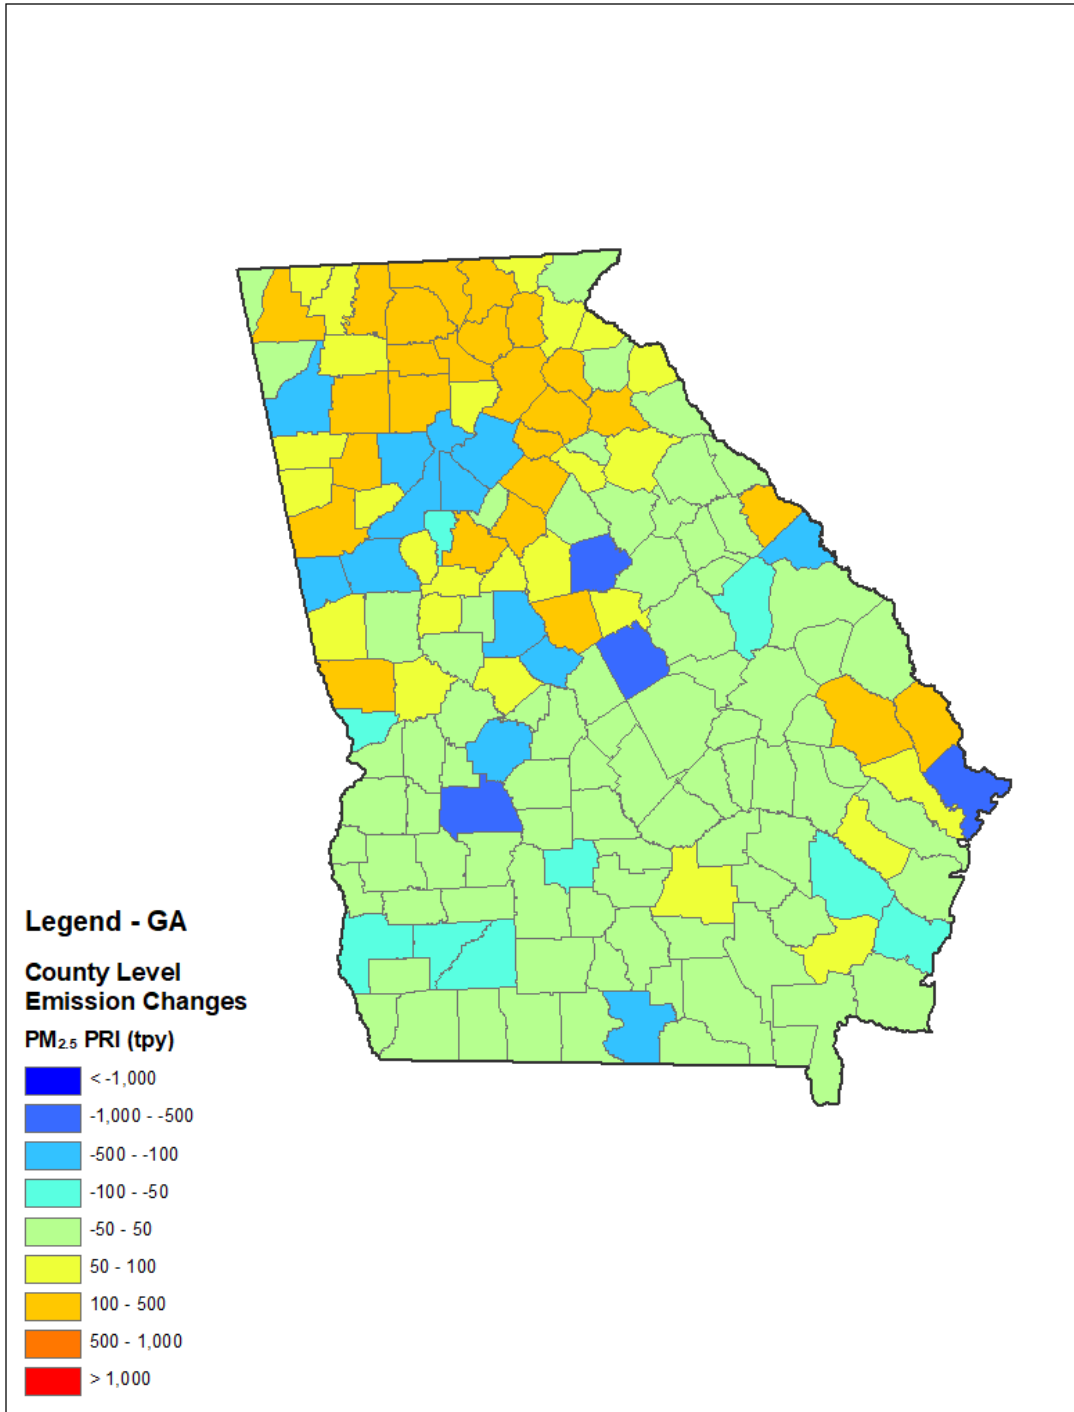 Legend - GA
County Level
Emission Changes
PM₂.₅ PRI (tpy)
< -1,000
-1,000 - -500
-500 - -100
-100 - -50
-50 - 50
50 - 100
100 - 500
500 - 1,000
> 1,000